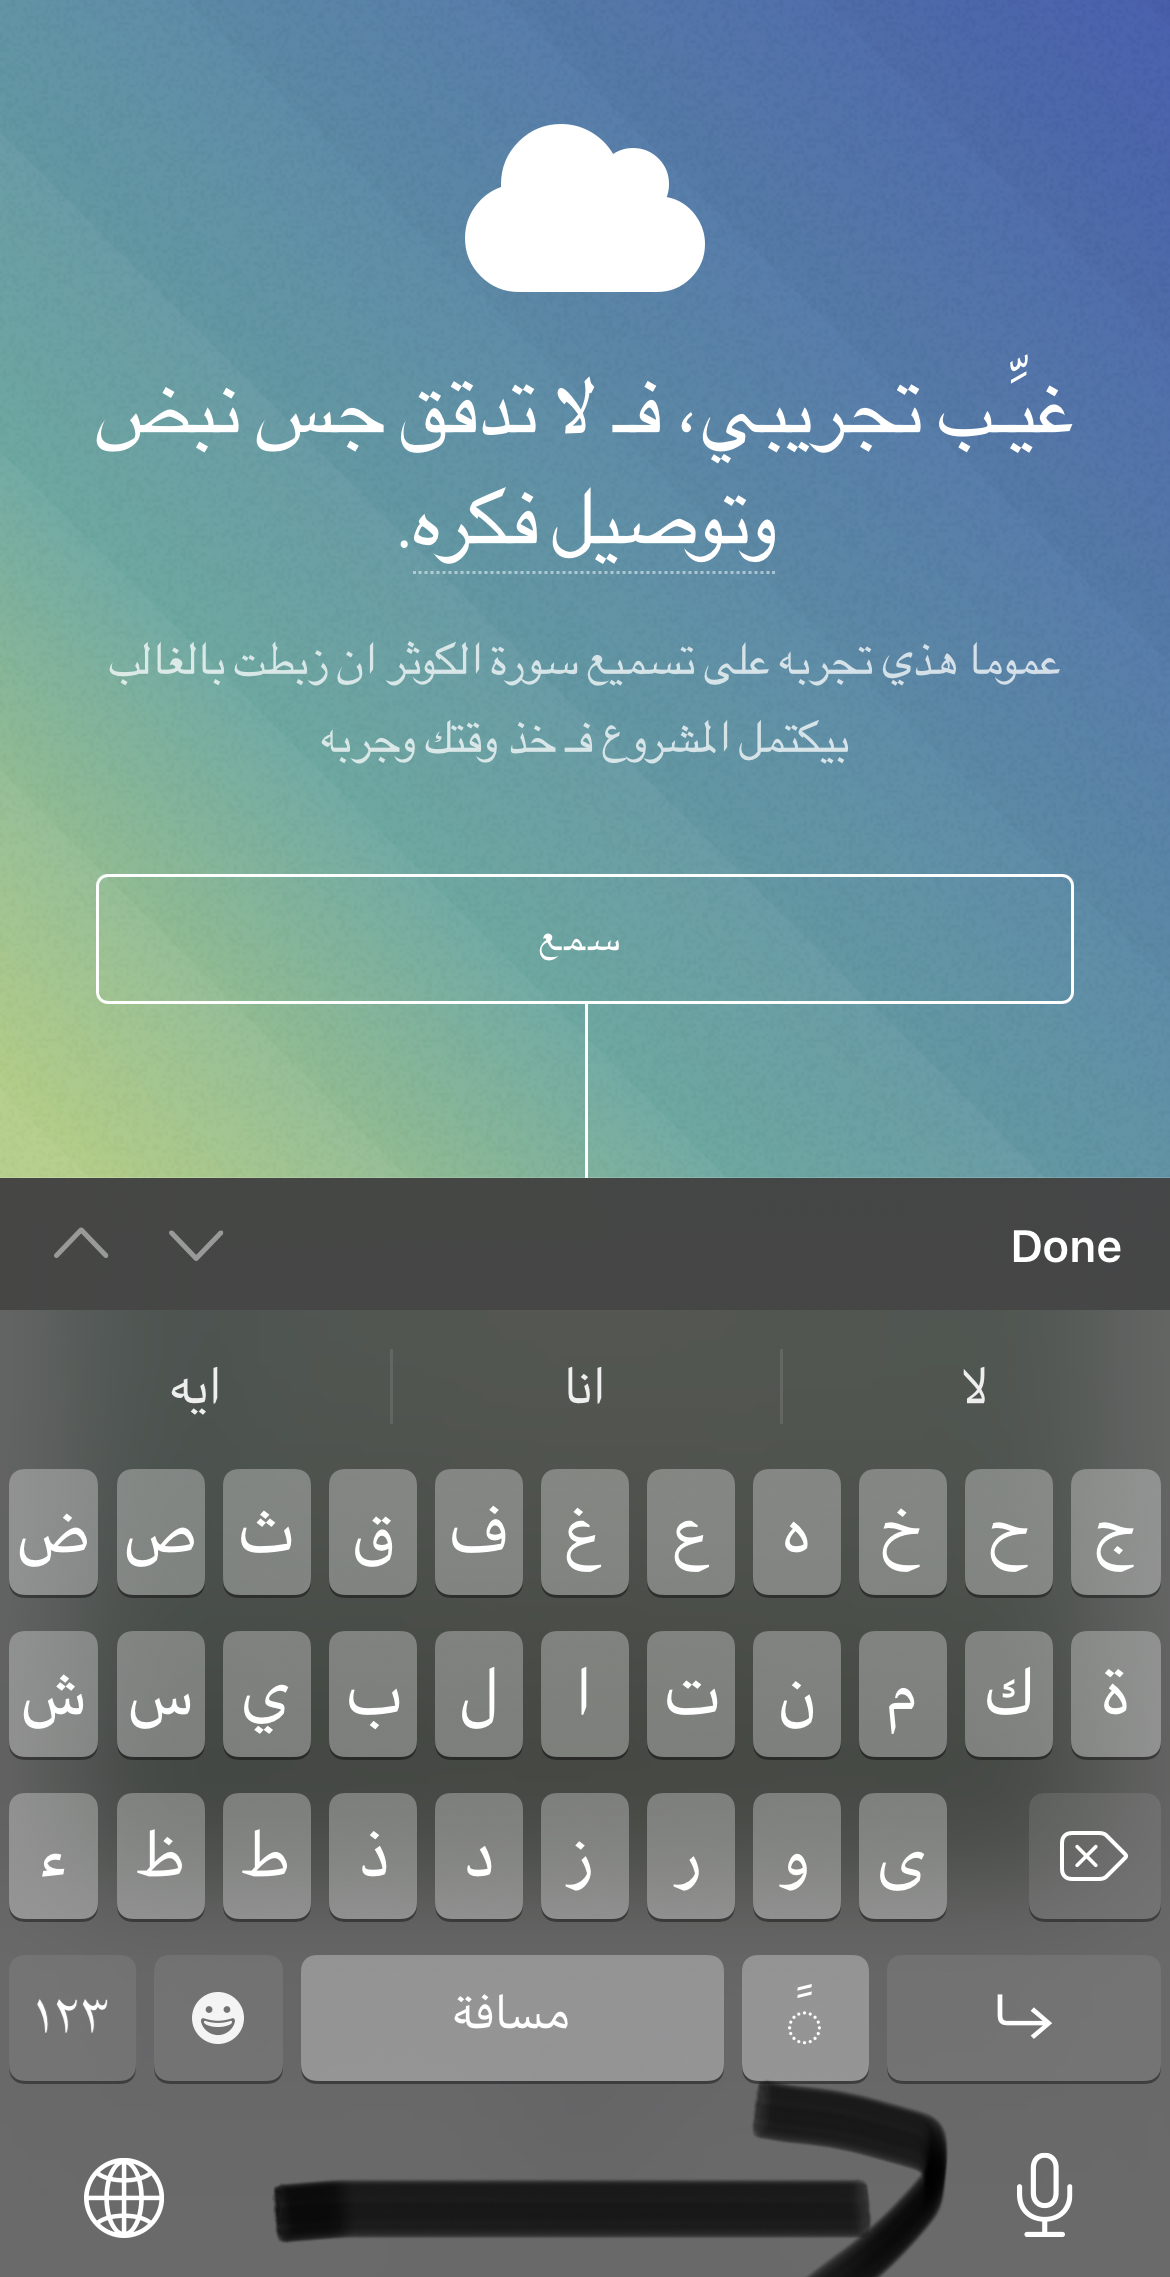 غيِّـب تجريبي، فـ لا تدقق جس نبض
وتوصيل فكره.
عموما هذي تجربه على تسميع سورة الكوثر ان زبطت بالغالب
بيكتمل المشروع فـ خذ وقتك وجربه
سمع
Done
لا انا ايه
ض ص ث ق ف غ ع ه خ ح ج
ش س ي ب ل ا ت ن م ك ة
ء ظ ط ذ د ز ر و ى
١٢٣ مسافة